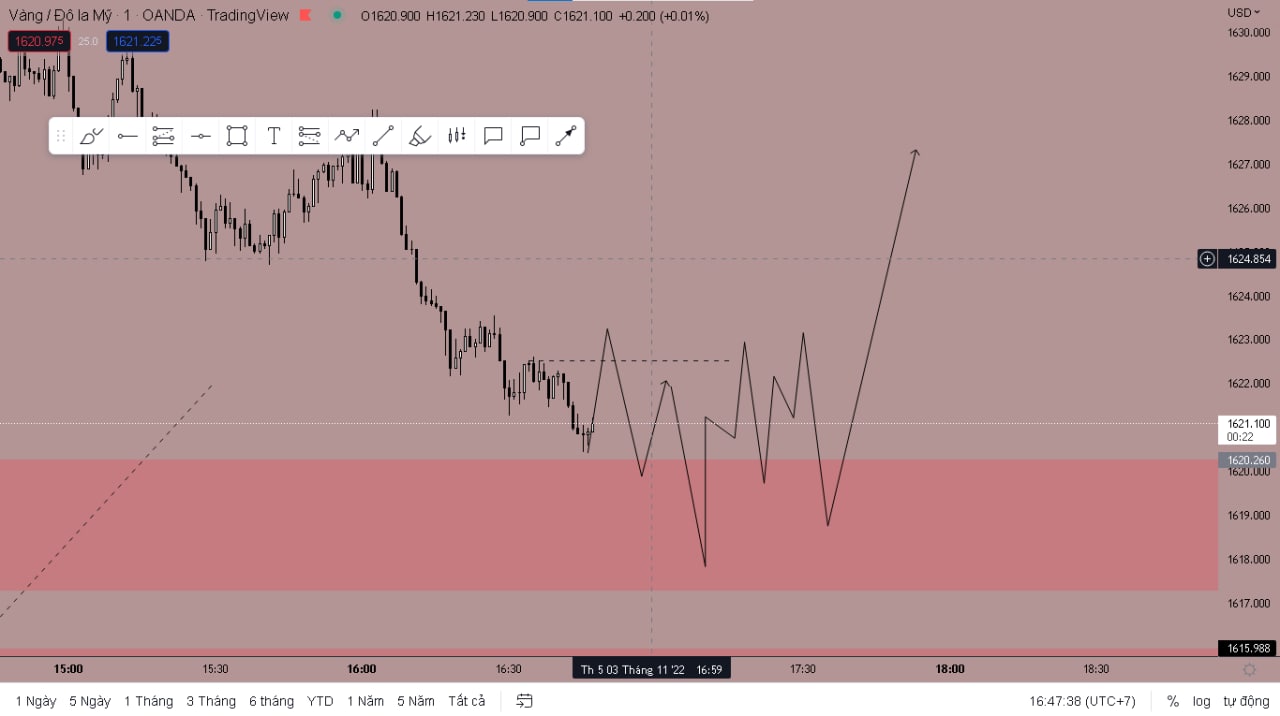 Vàng / Đô la Mỹ · 1 · OANDA · TradingView O1620.900 H1621.230 L1620.900 C1621.100 +0.200 (+0.01%)
USD
1620.975 25.0 1621.225
1630.000
1629.000
1628.000
T
1627.000
1626.000
1624.854
1624.000
1623.000
1622.000
1621.100
00:22
1620.260
1620.000
1619.000
1618.000
1617.000
1615.988
15:00 15:30 16:00 16:30 Th 5 03 Tháng 11 '22 16:59 17:30 18:00 18:30
1 Ngày 5 Ngày 1 Tháng 3 Tháng 6 tháng YTD 1 Năm 5 Năm Tất cả 16:47:38 (UTC+7) % log tự động